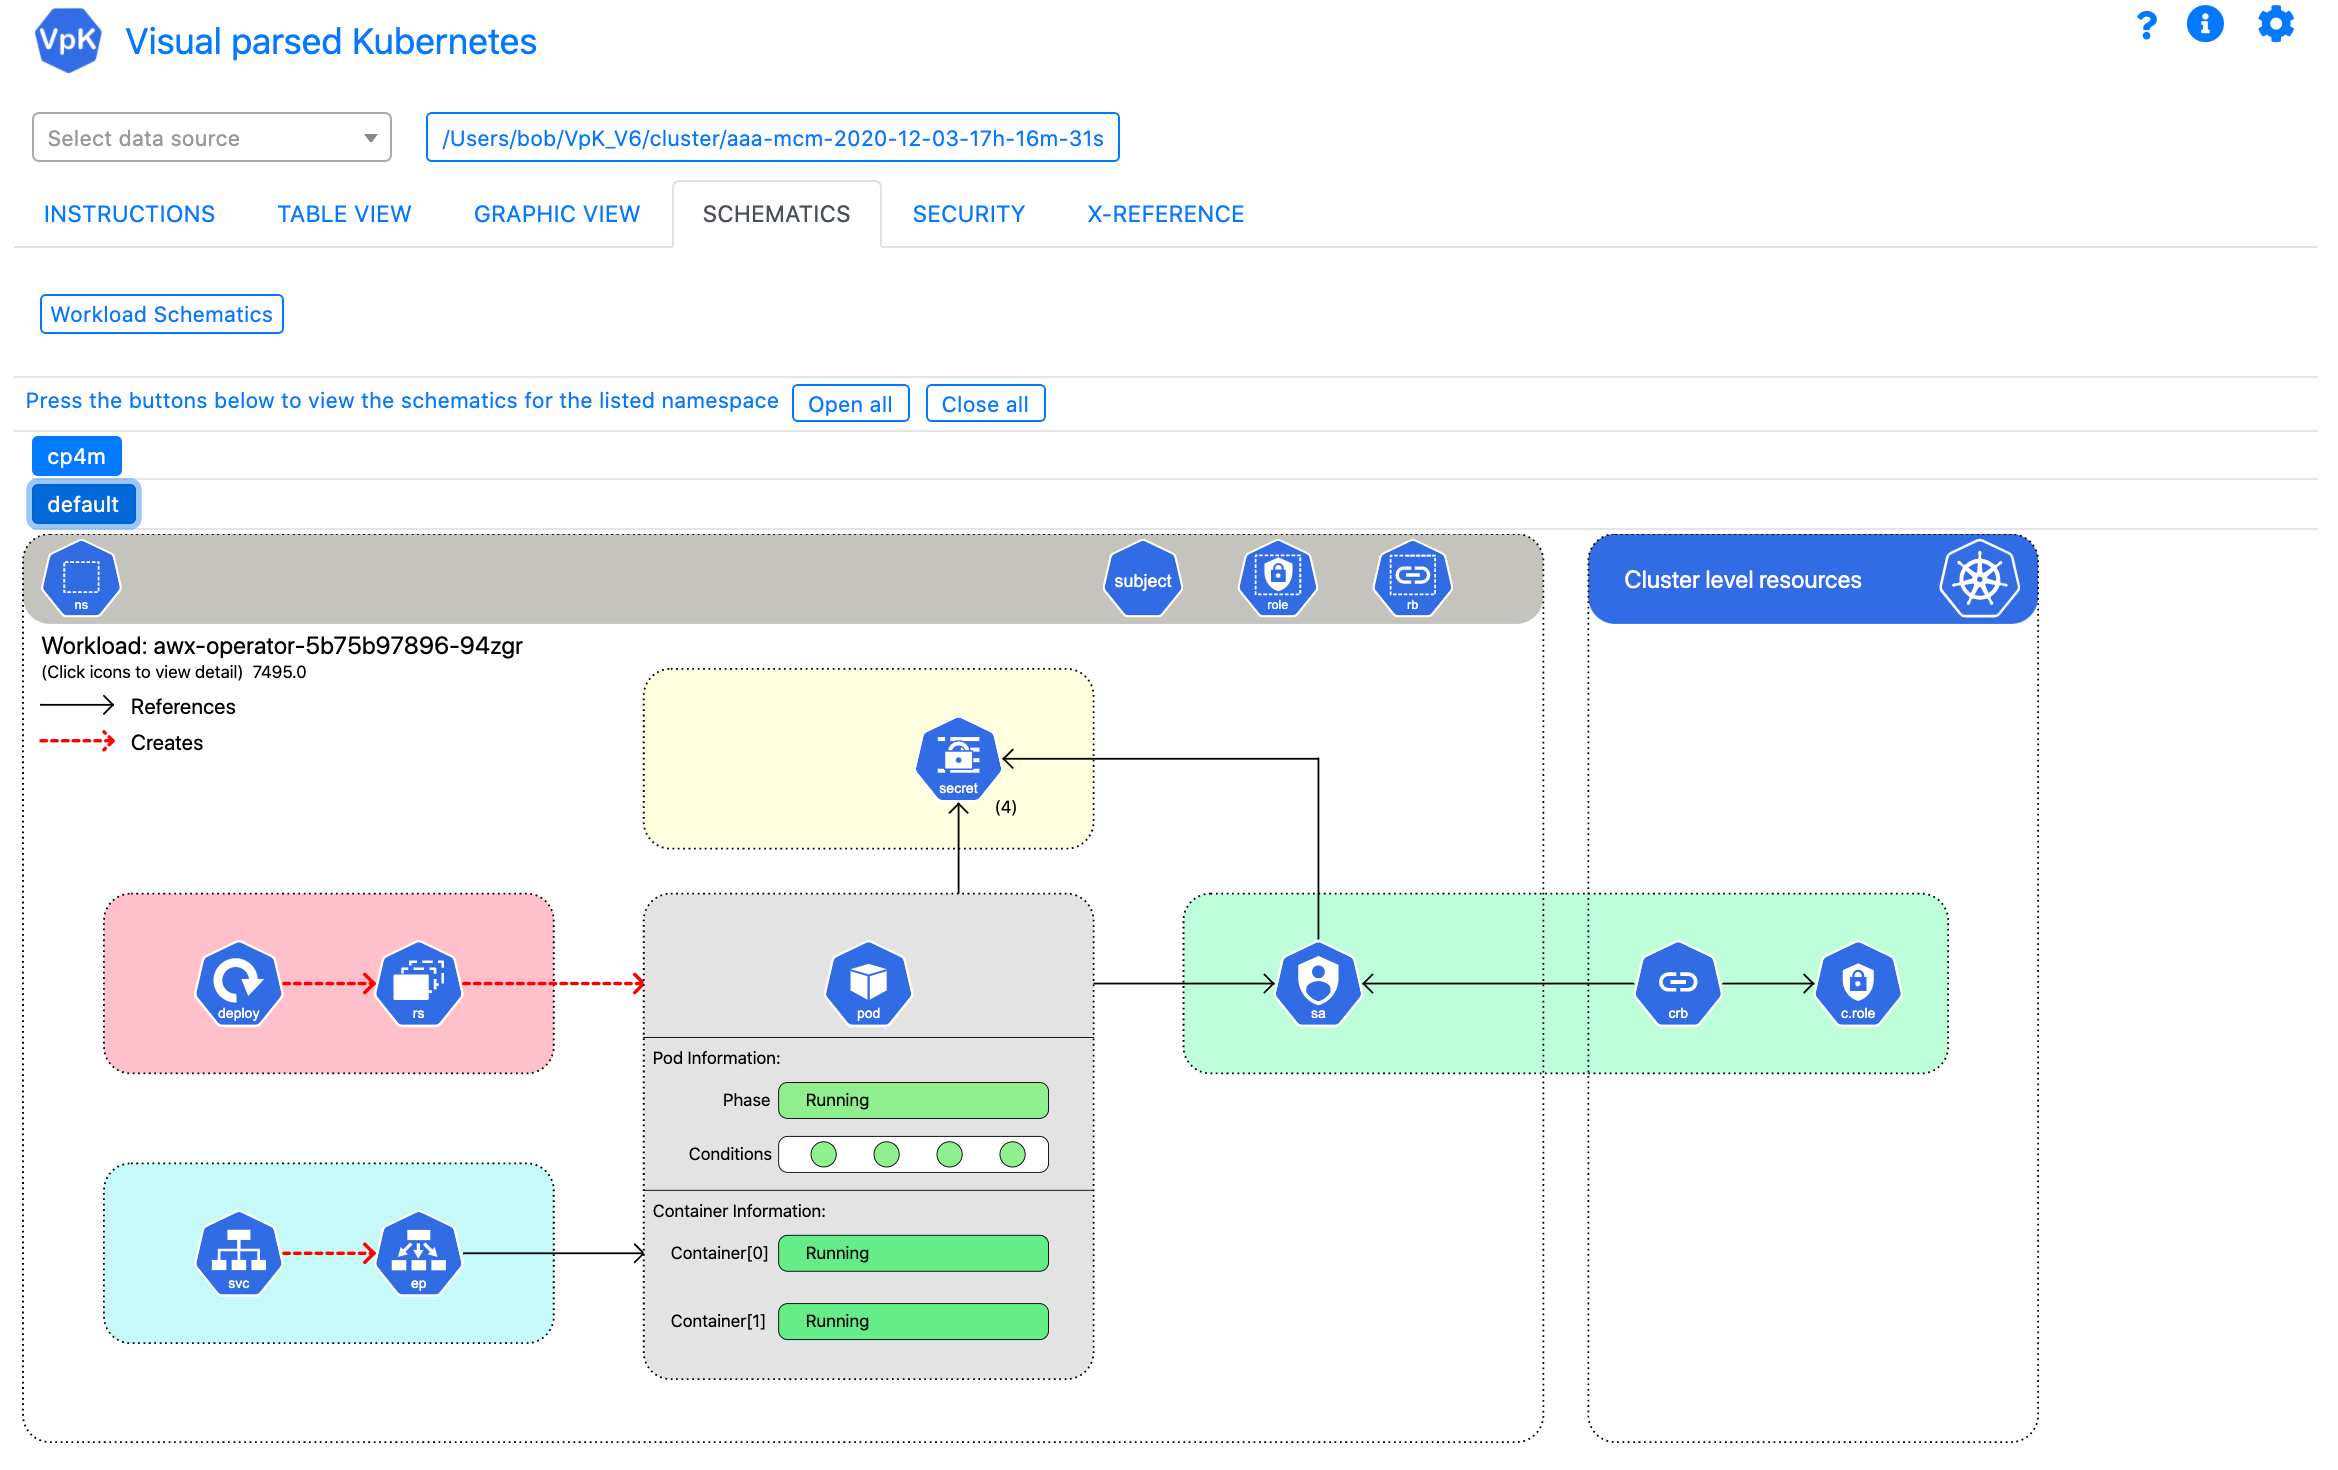 VpK Visual parsed Kubernetes
?
Select data source /Users/bob/VpK_V6/cluster/aaa-mcm-2020-12-03-17h-16m-31s
INSTRUCTIONS TABLE VIEW GRAPHIC VIEW SCHEMATICS SECURITY X-REFERENCE
Workload Schematics
Press the buttons below to view the schematics for the listed namespace Open all Close all
cp4m
default
ns subject role rb Cluster level resources
Workload: awx-operator-5b75b97896-94zgr
(Click icons to view detail) 7495.0
References
Creates
secret
(4)
deploy rs pod sa crb c.role
Pod Information:
Phase Running
Conditions
Container Information:
Container[0] Running
svc ep
Container[1] Running